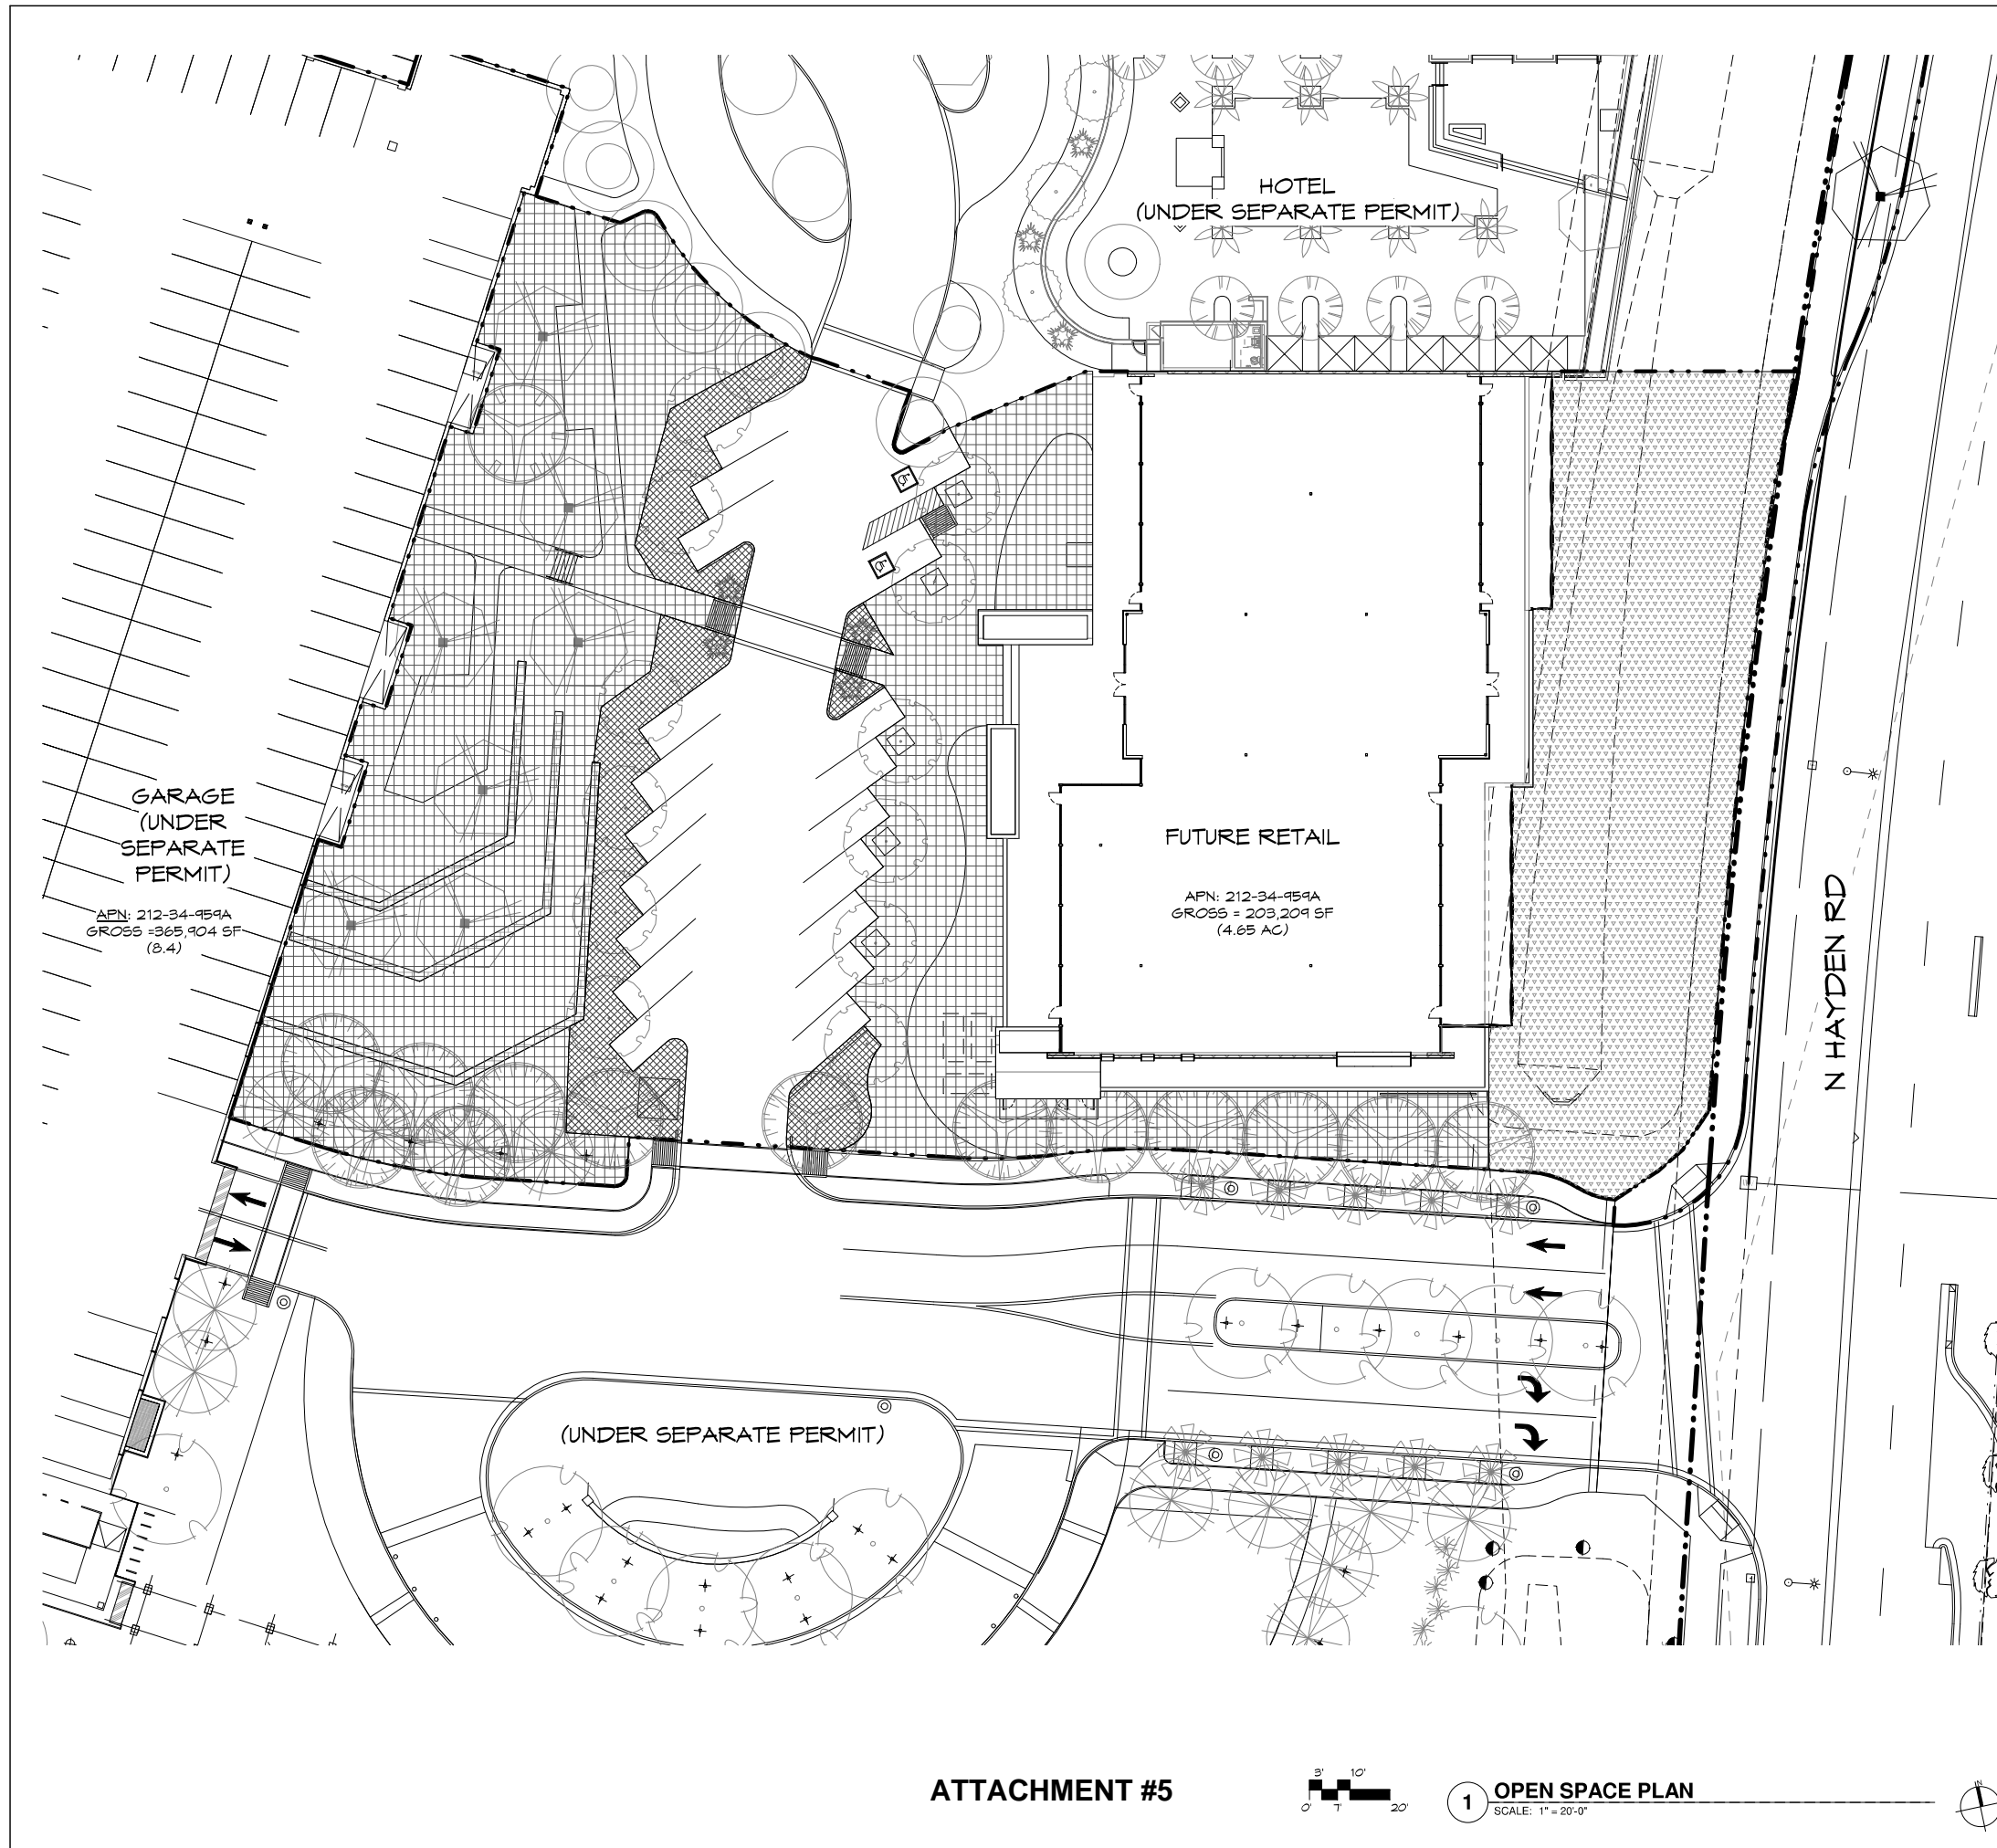 HOTEL
(UNDER SEPARATE PERMIT)
GARAGE
(UNDER
SEPARATE
PERMIT)
APN: 212-34-959A
GROSS =365,904 SF
(8.4)
FUTURE RETAIL
APN: 212-34-959A
GROSS = 203,209 SF
(4.65 AC)
N HAYDEN RD
(UNDER SEPARATE PERMIT)
ATTACHMENT #5
3' 10'
0' 7' 20'
1 OPEN SPACE PLAN
SCALE: 1" = 20'-0"
N